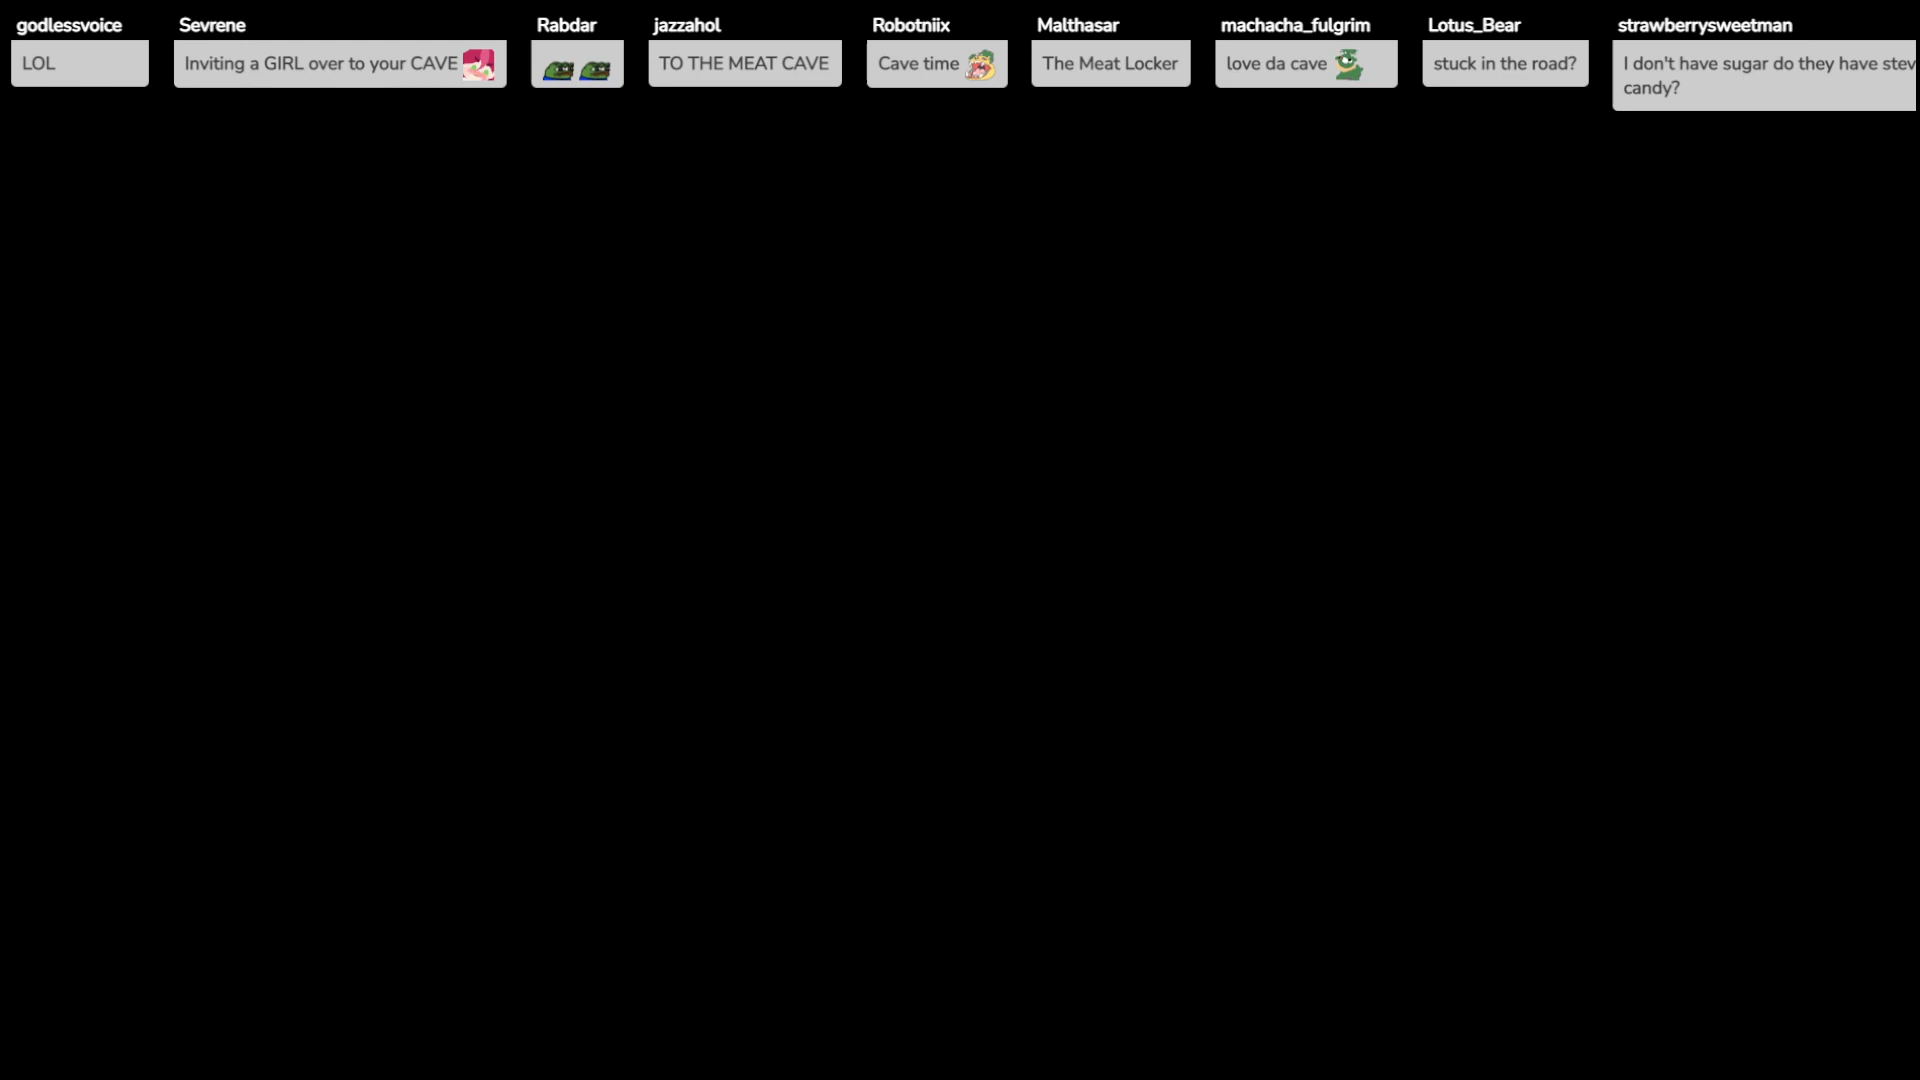 godlessvoice
LOL
Sevrene
Inviting a GIRL over to your CAVE
Rabdar
jazzahol
TO THE MEAT CAVE
Robotniix
Cave time
Malthasar
The Meat Locker
machacha_fulgrim
love da cave
Lotus_Bear
stuck in the road?
strawberrysweetman
I don't have sugar do they have stev
candy?